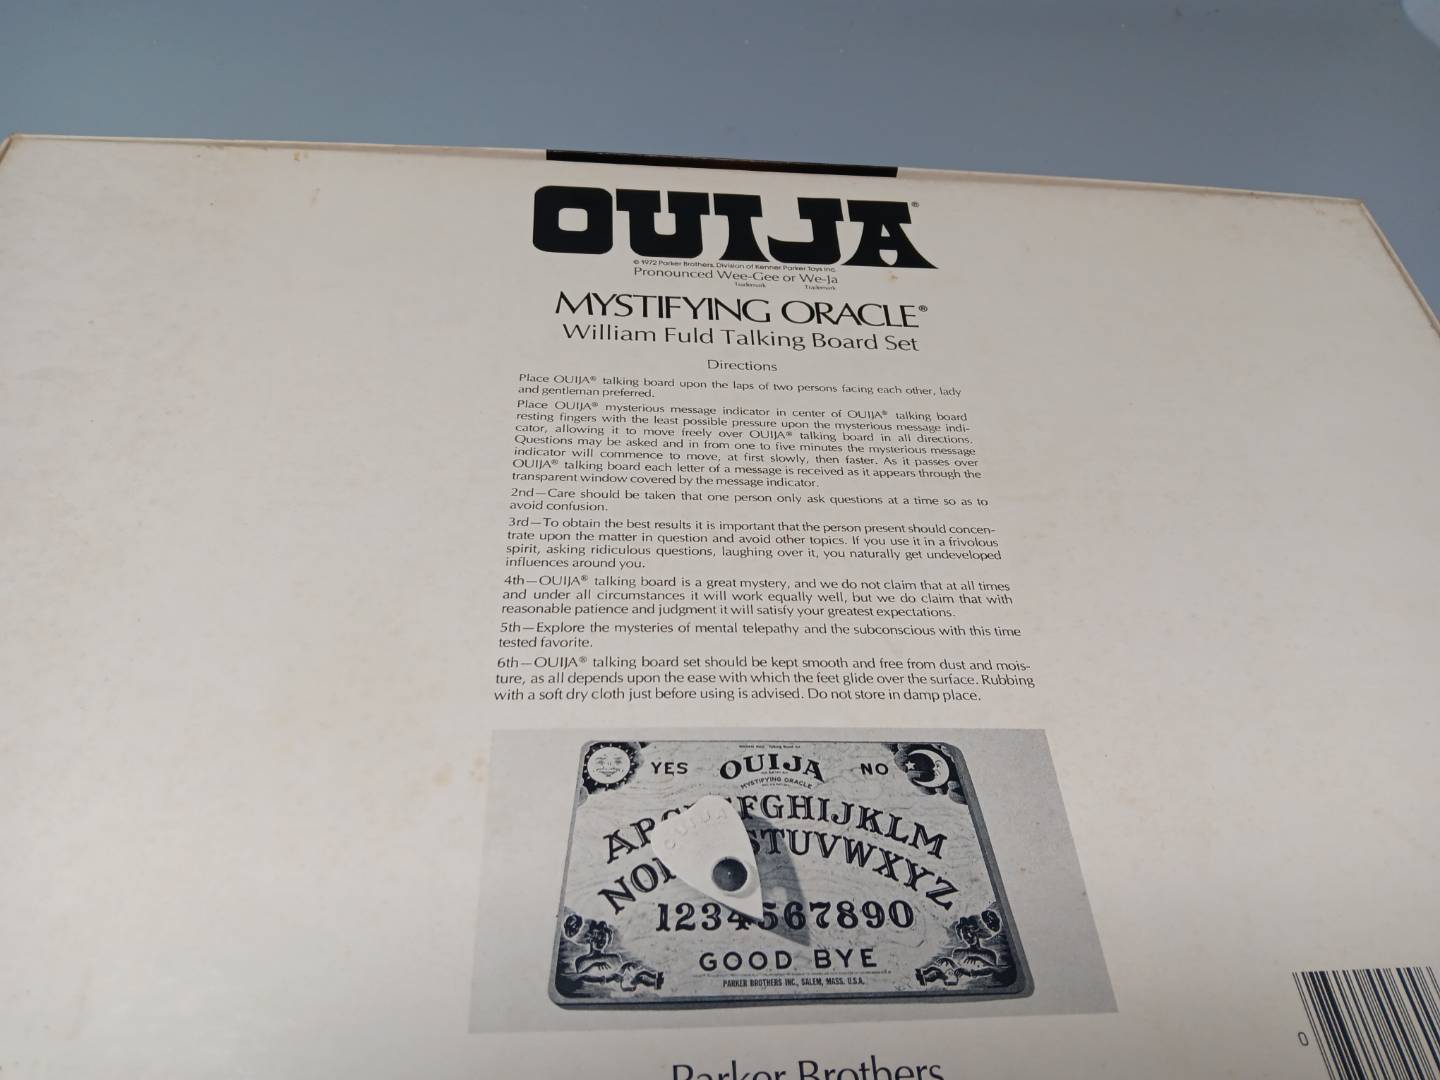 OUIJA®
© 1972 Parker Brothers, Division of Kenner Parker Toys Inc.
Pronounced Wee-Gee or We-Ja
Trademark Trademark
MYSTIFYING ORACLE®
William Fuld Talking Board Set
Directions
Place OUIJA® talking board upon the laps of two persons facing each other, lady
and gentleman preferred.
Place OUIJA® mysterious message indicator in center of OUIJA® talking board
resting fingers with the least possible pressure upon the mysterious message indi-
cator, allowing it to move freely over OUIJA® talking board in all directions.
Questions may be asked and in from one to five minutes the mysterious message
indicator will commence to move, at first slowly, then faster. As it passes over
OUIJA® talking board each letter of a message is received as it appears through the
transparent window covered by the message indicator.
2nd—Care should be taken that one person only ask questions at a time so as to
avoid confusion.
3rd—To obtain the best results it is important that the person present should concen-
trate upon the matter in question and avoid other topics. If you use it in a frivolous
spirit, asking ridiculous questions, laughing over it, you naturally get undeveloped
influences around you.
4th—OUIJA® talking board is a great mystery, and we do not claim that at all times
and under all circumstances it will work equally well, but we do claim that with
reasonable patience and judgment it will satisfy your greatest expectations.
5th—Explore the mysteries of mental telepathy and the subconscious with this time
tested favorite.
6th—OUIJA® talking board set should be kept smooth and free from dust and mois-
ture, as all depends upon the ease with which the feet glide over the surface. Rubbing
with a soft dry cloth just before using is advised. Do not store in damp place.
William Fuld Talking Board Set
YES OUIJA NO
MYSTIFYING ORACLE
AB FGHIJKLM
NO STUVWXYZ
OUIJA
1234567890
GOOD BYE
PARKER BROTHERS INC., SALEM, MASS. U.S.A.
0
Parker Brothers